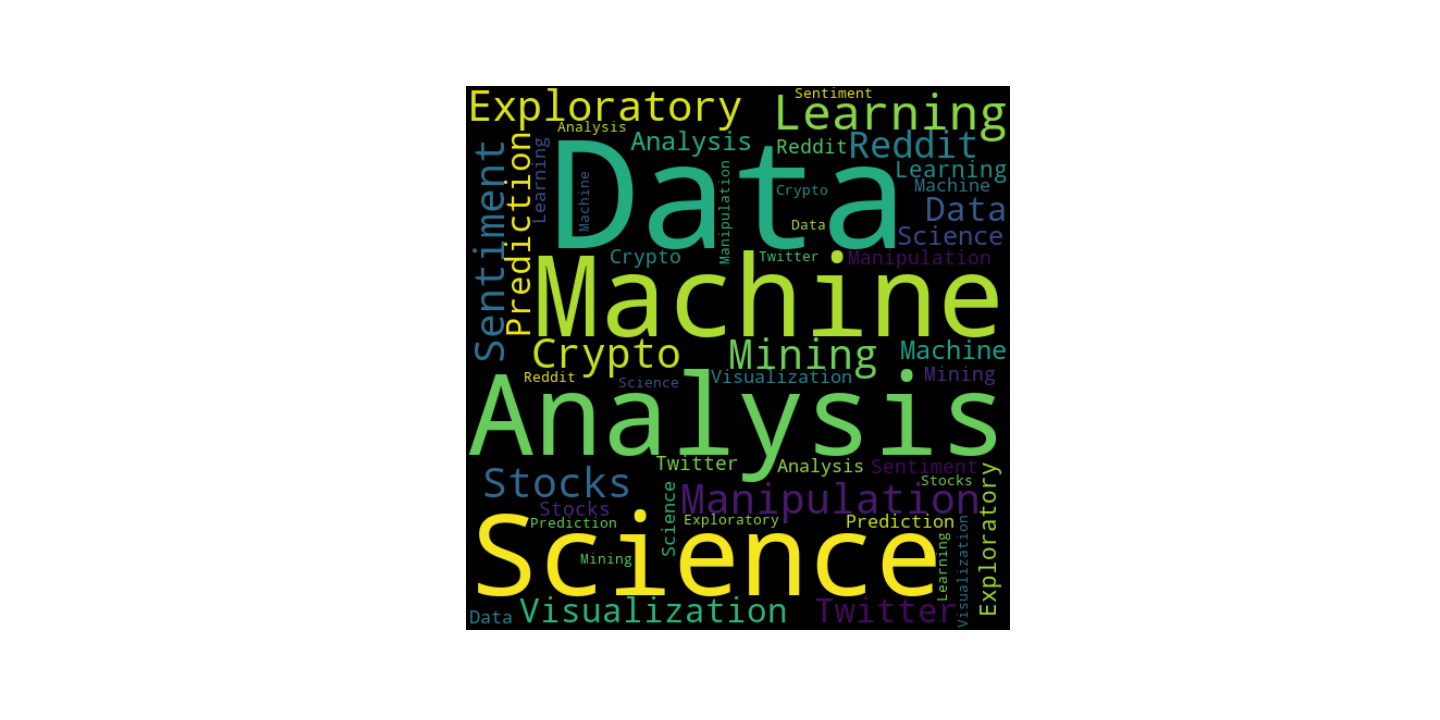 Sentiment
Exploratory
Learning
Analysis
Analysis
Reddit
Reddit
Sentiment
Prediction
Learning
Machine
Data
Manipulation
Learning
Machine
Crypto
Data
Data
Science
Crypto
Twitter
Manipulation
Machine
Crypto
Mining
Machine
Reddit
Science
Visualization
Mining
Analysis
Twitter
Analysis
Sentiment
Stocks
Stocks
Manipulation
Exploratory
Stocks
Science
Prediction
Exploratory
Prediction
Science
Mining
Learning
Visualization
Data
Visualization
Twitter